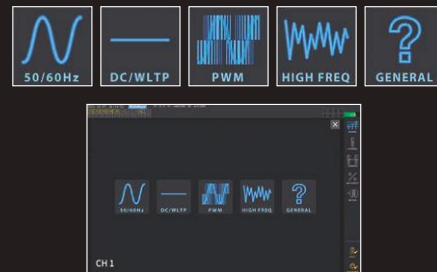 50/60Hz
DC/WLTP
PWM
HIGH FREQ
GENERAL
50/60Hz
DC/WLTP
PWM
HIGH FREQ
GENERAL
CH 1